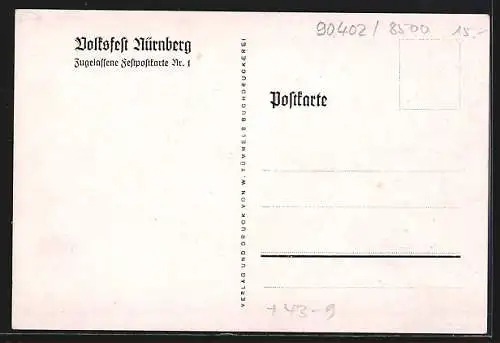 90402 / 8500 15.-
Volksfest Nürnberg
Zugelassene Festpostkarte Nr. 1
Postkarte
VERLAG UND DRUCK VON W. TÜMMELS BUCHDRUCKEREI
+43-9